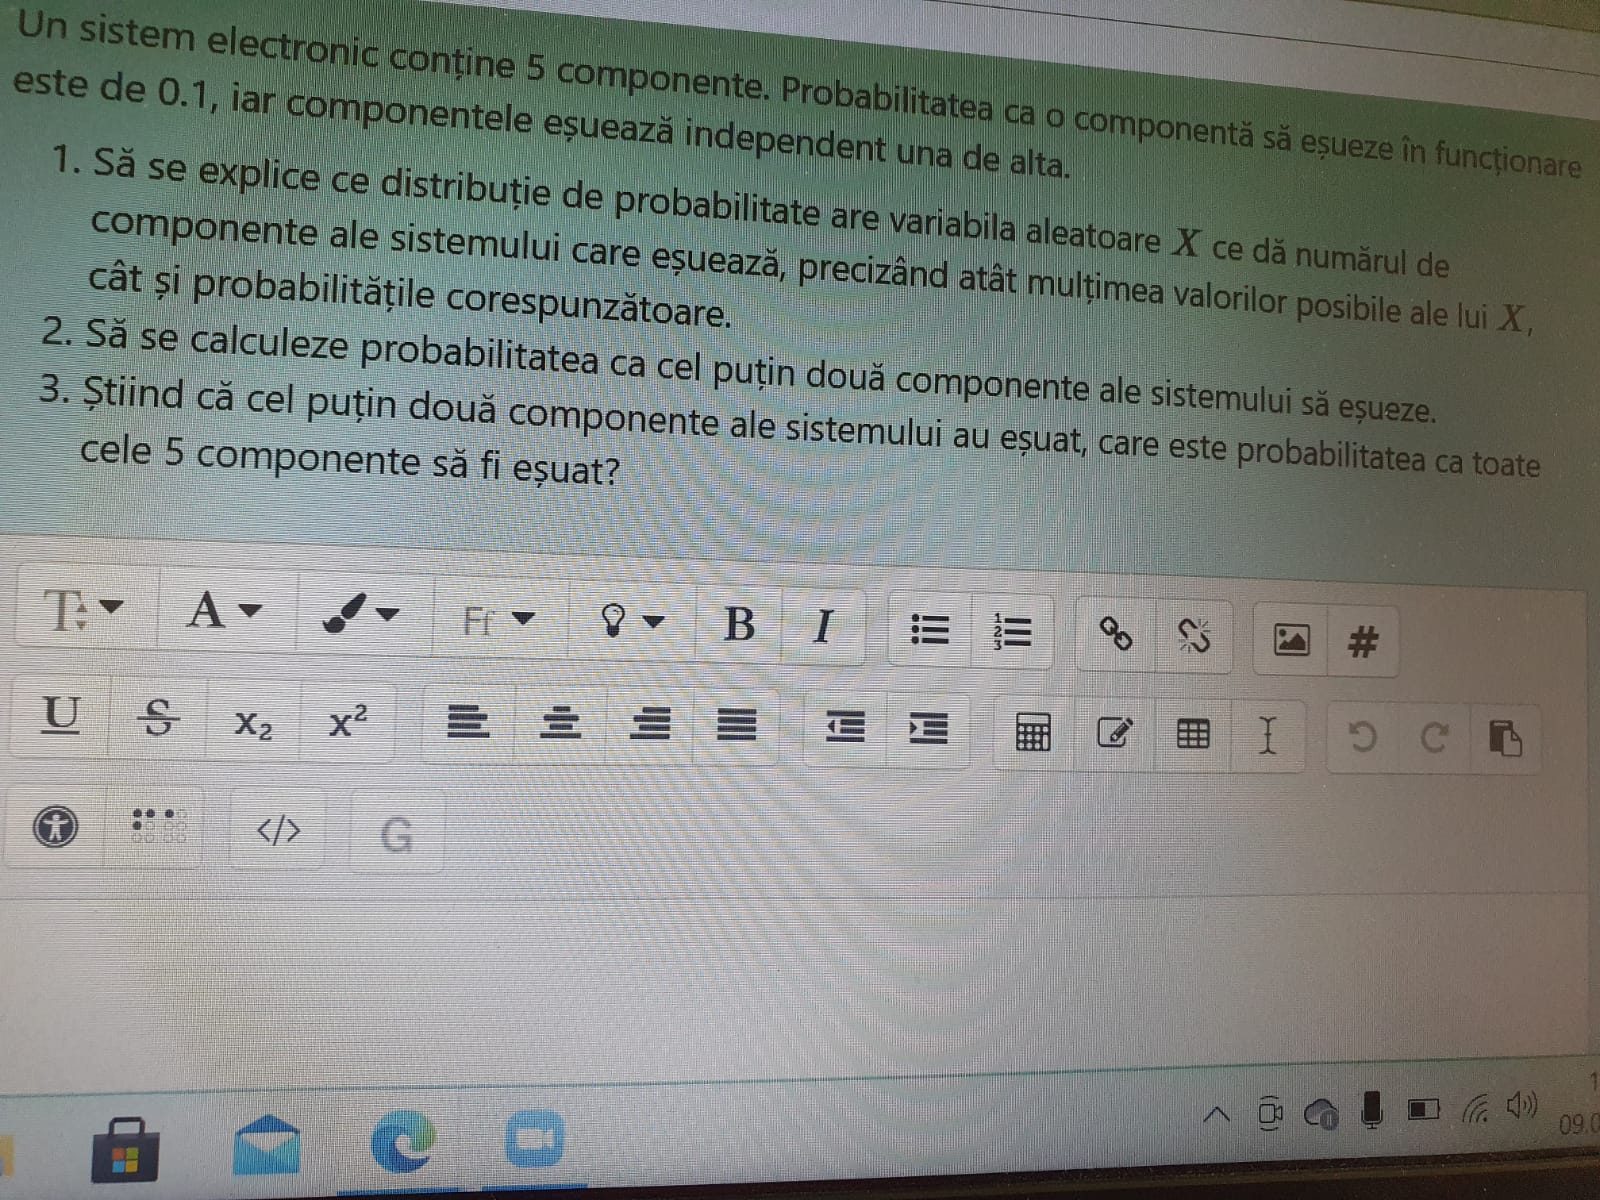 Un sistem electronic conține 5 componente. Probabilitatea ca o componentă să eșueze în funcționare
este de 0.1, iar componentele eșuează independent una de alta.
1. Să se explice ce distribuție de probabilitate are variabila aleatoare X ce dă numărul de
componente ale sistemului care eșuează, precizând atât mulțimea valorilor posibile ale lui X,
cât și probabilitățile corespunzătoare.
2. Să se calculeze probabilitatea ca cel puțin două componente ale sistemului să eșueze.
3. Știind că cel puțin două componente ale sistemului au eșuat, care este probabilitatea ca toate
cele 5 componente să fi eșuat?
T A Ff B I #
U S X₂ X²
</> G
09.0